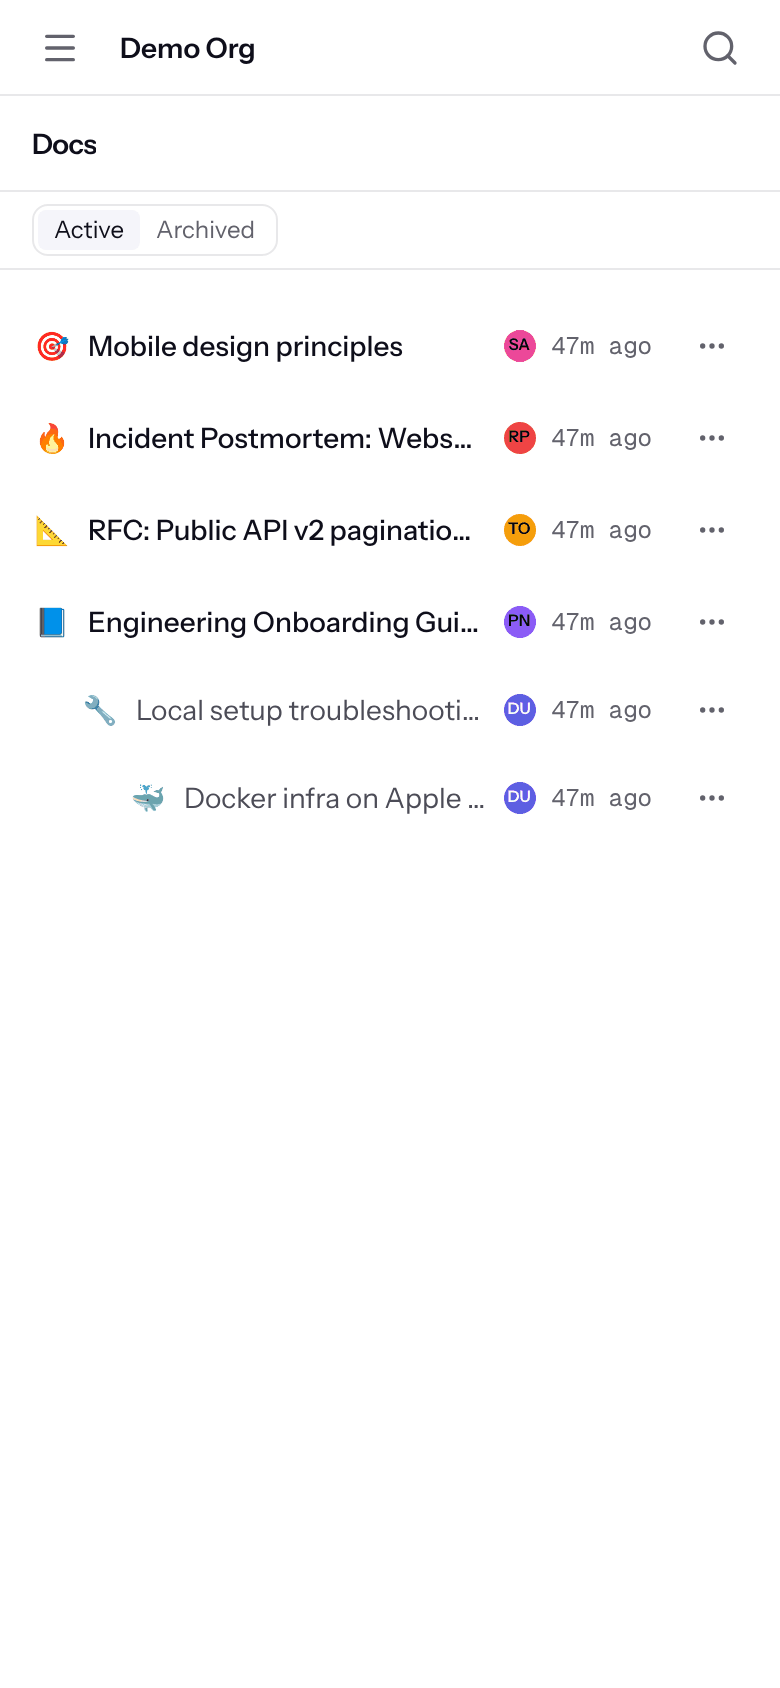 Demo Org
Docs
Active Archived
Mobile design principles SA 47m ago
Incident Postmortem: Webs... RP 47m ago
RFC: Public API v2 paginatio... TO 47m ago
Engineering Onboarding Gui... PN 47m ago
Local setup troubleshooti... DU 47m ago
Docker infra on Apple ... DU 47m ago